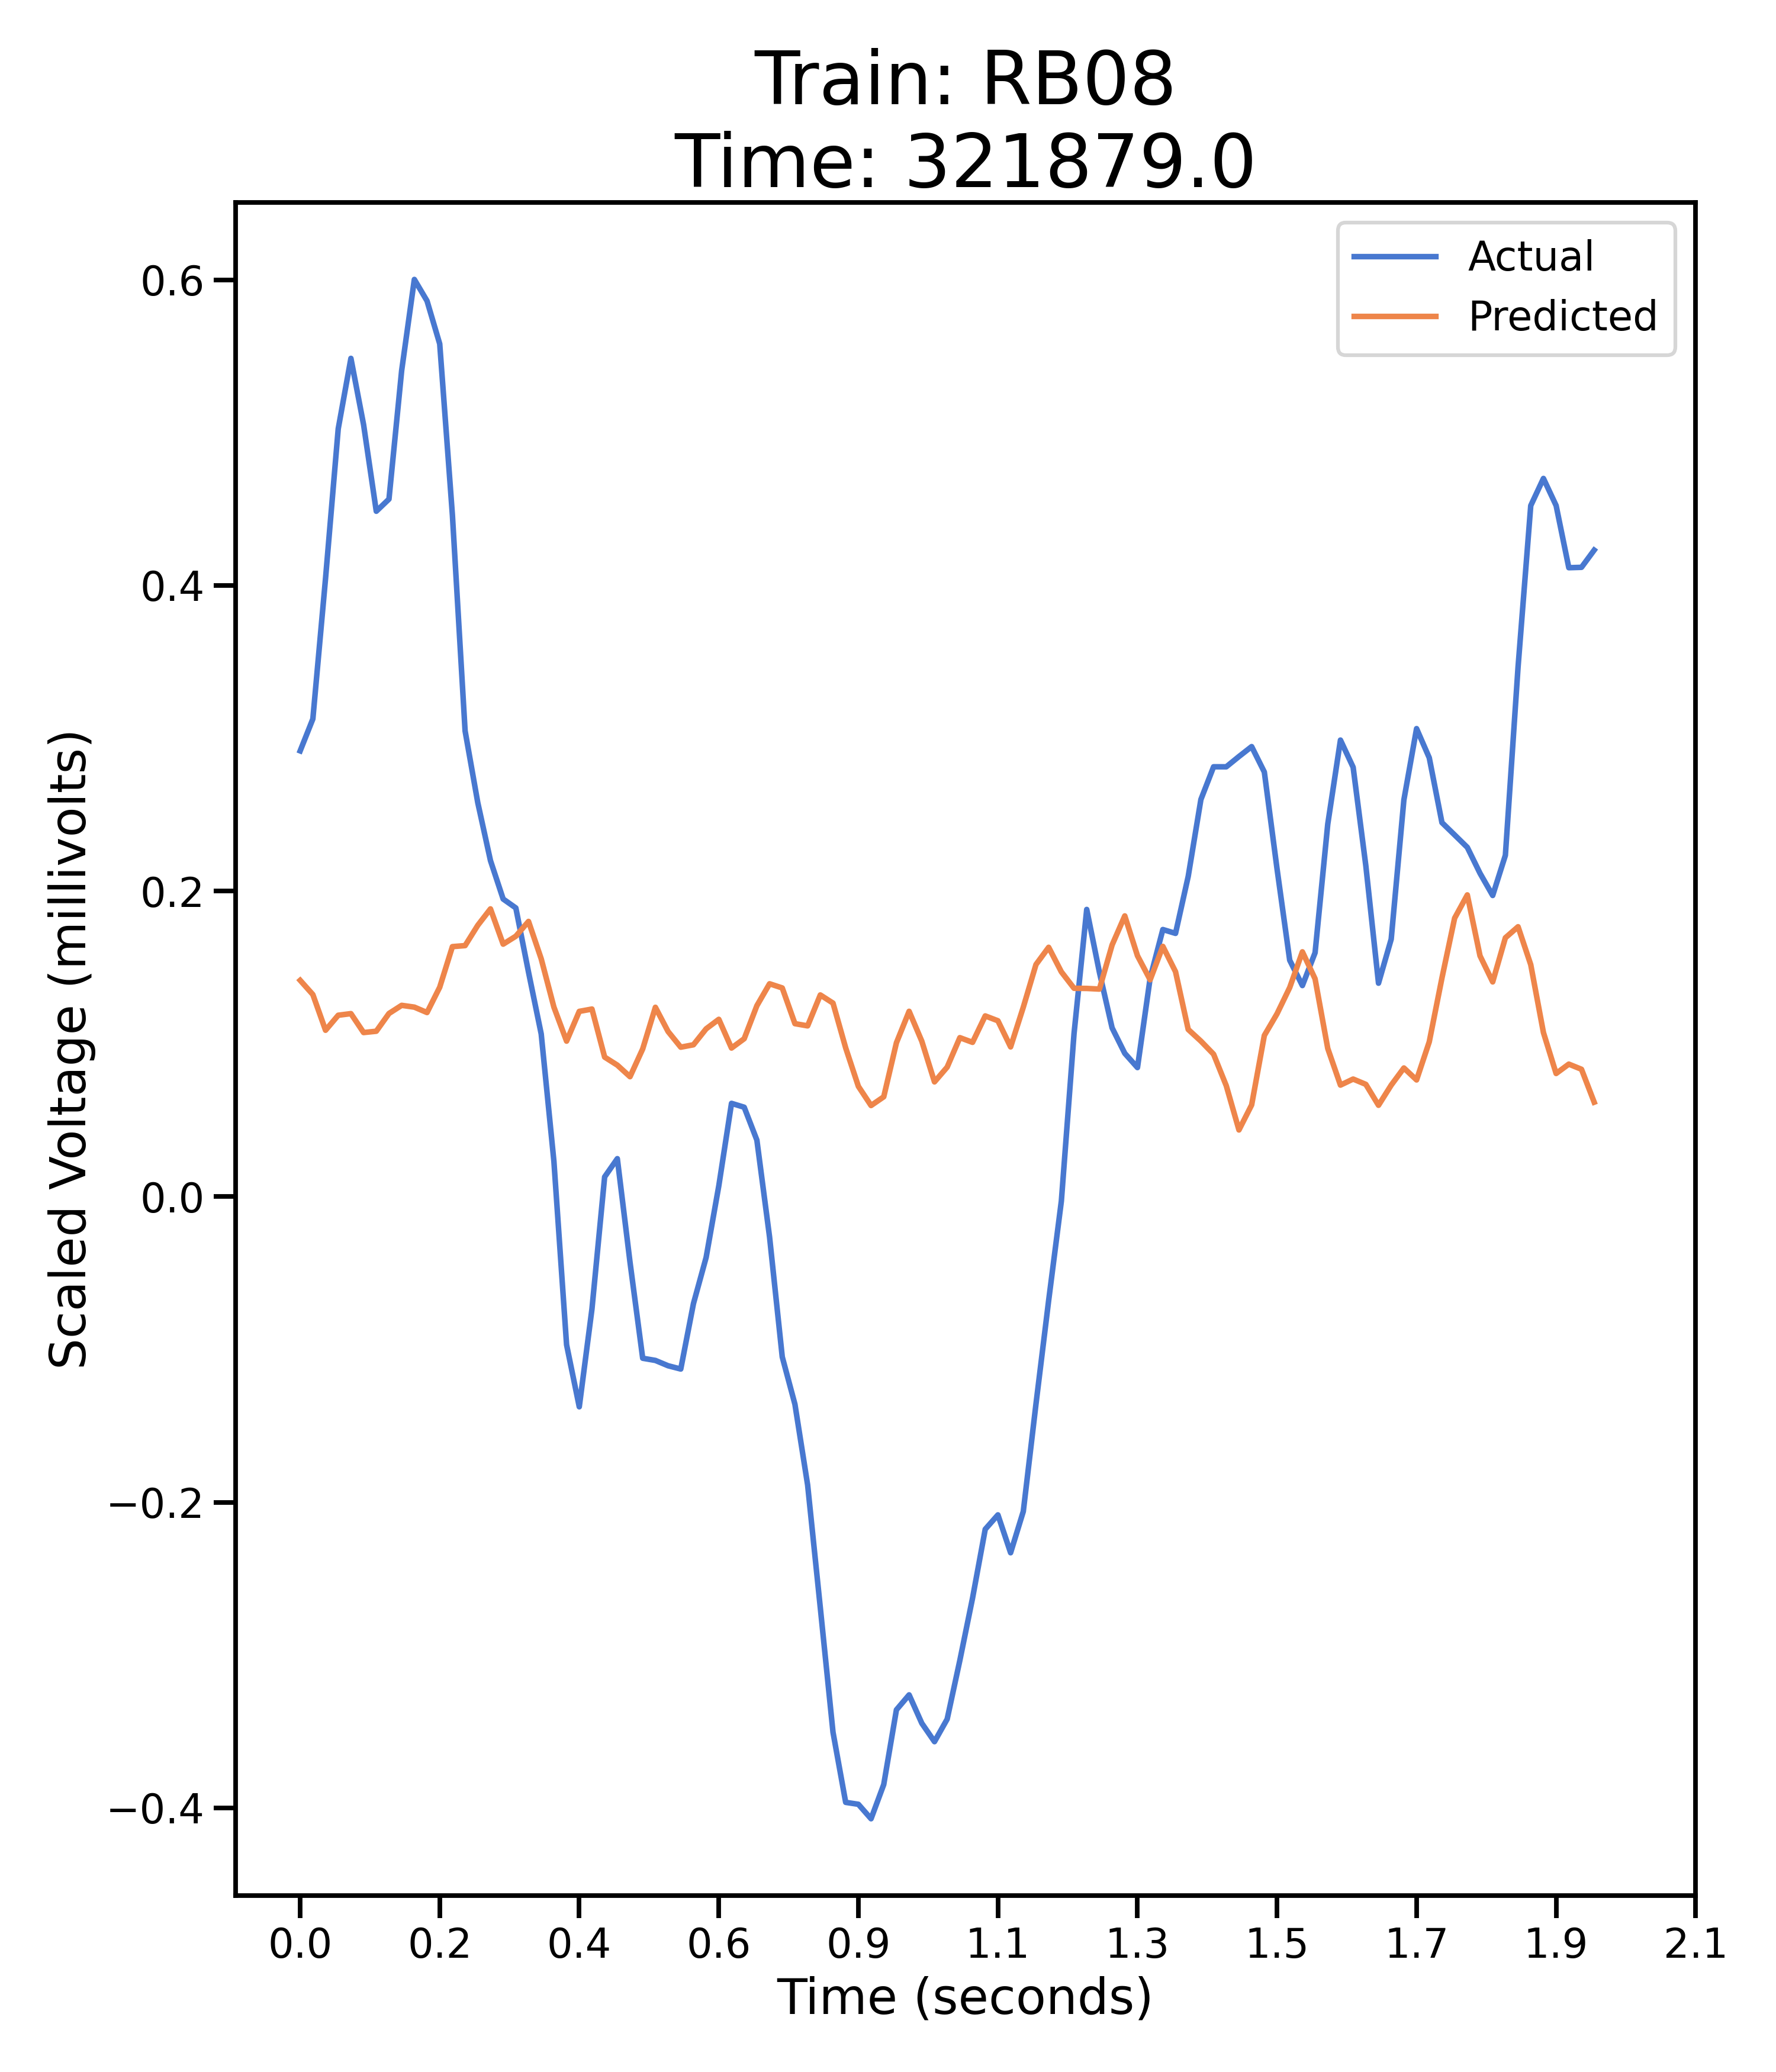 Train: RB08
Time: 321879.0
Actual
Predicted
0.6
0.4
0.2
0.0
−0.2
−0.4
Scaled Voltage (millivolts)
0.0 0.2 0.4 0.6 0.9 1.1 1.3 1.5 1.7 1.9 2.1
Time (seconds)